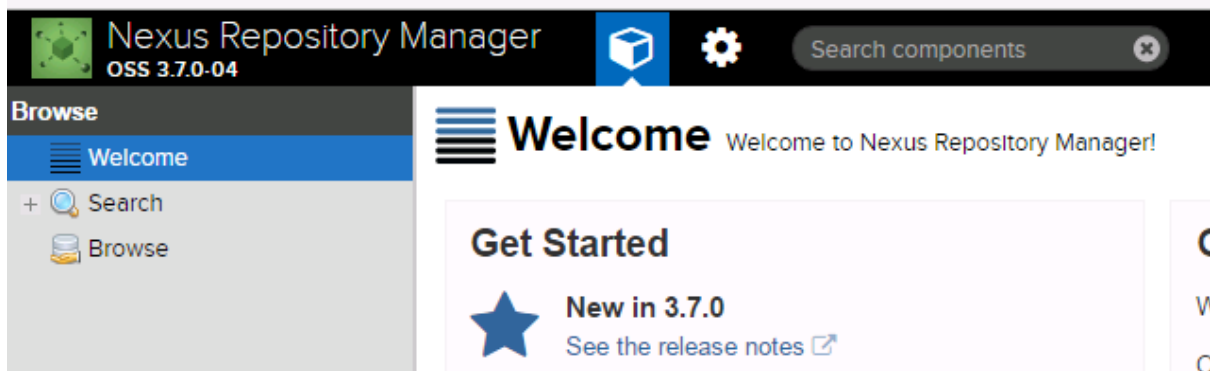 Nexus Repository Manager
OSS 3.7.0-04
Search components
Browse
Welcome
Search
Browse
Welcome Welcome to Nexus Repository Manager!
Get Started
New in 3.7.0
See the release notes